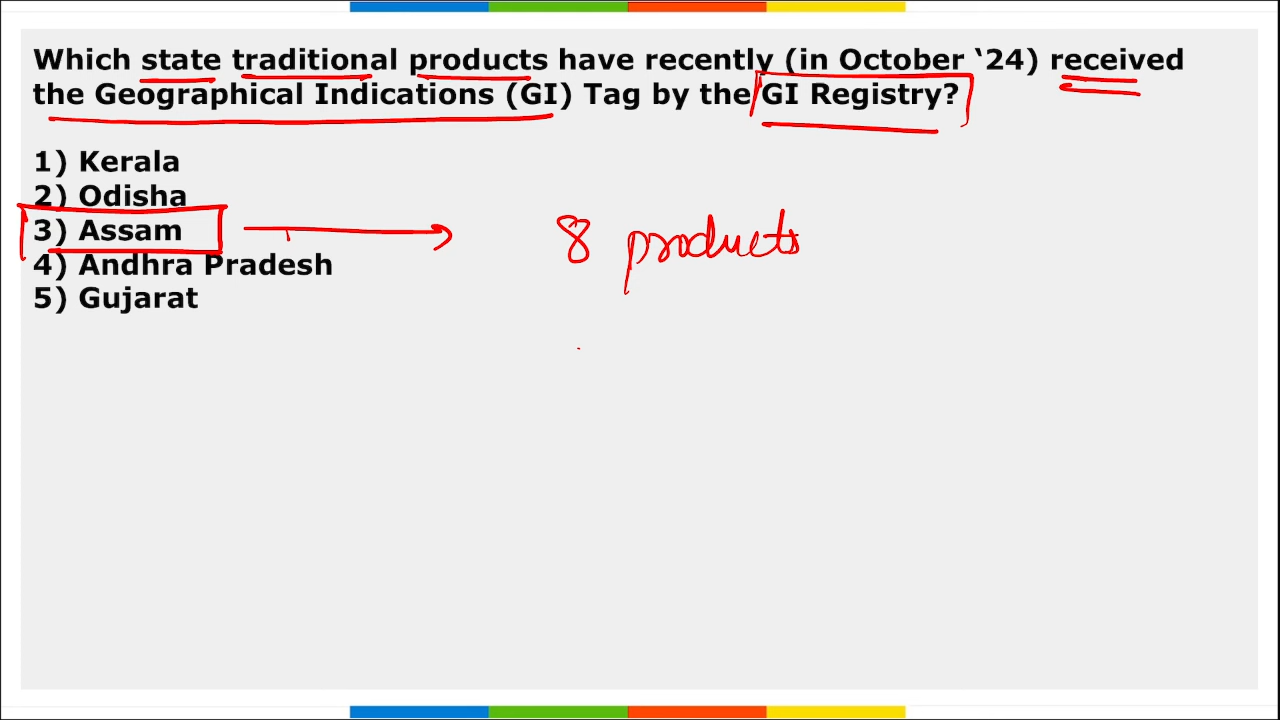 Which state traditional products have recently (in October ‘24) received
the Geographical Indications (GI) Tag by the GI Registry?
1) Kerala
2) Odisha
3) Assam
8 products
4) Andhra Pradesh
5) Gujarat